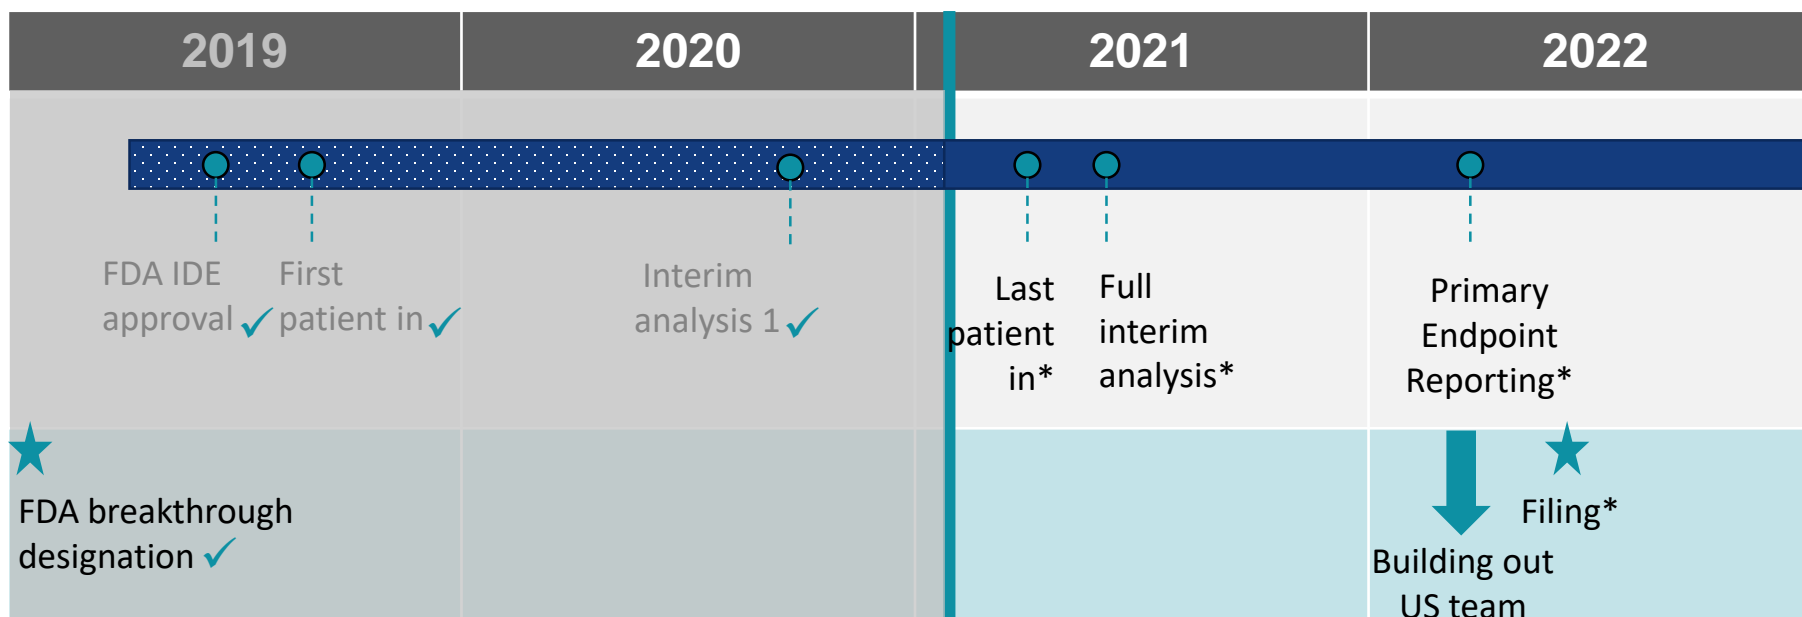 2019
2020
2021
2022
FDA IDE
approval
First
patient in
Interim
analysis 1
Last
patient
in*
Full
interim
analysis*
Primary
Endpoint
Reporting*
FDA breakthrough
designation
Filing*
Building out
US team